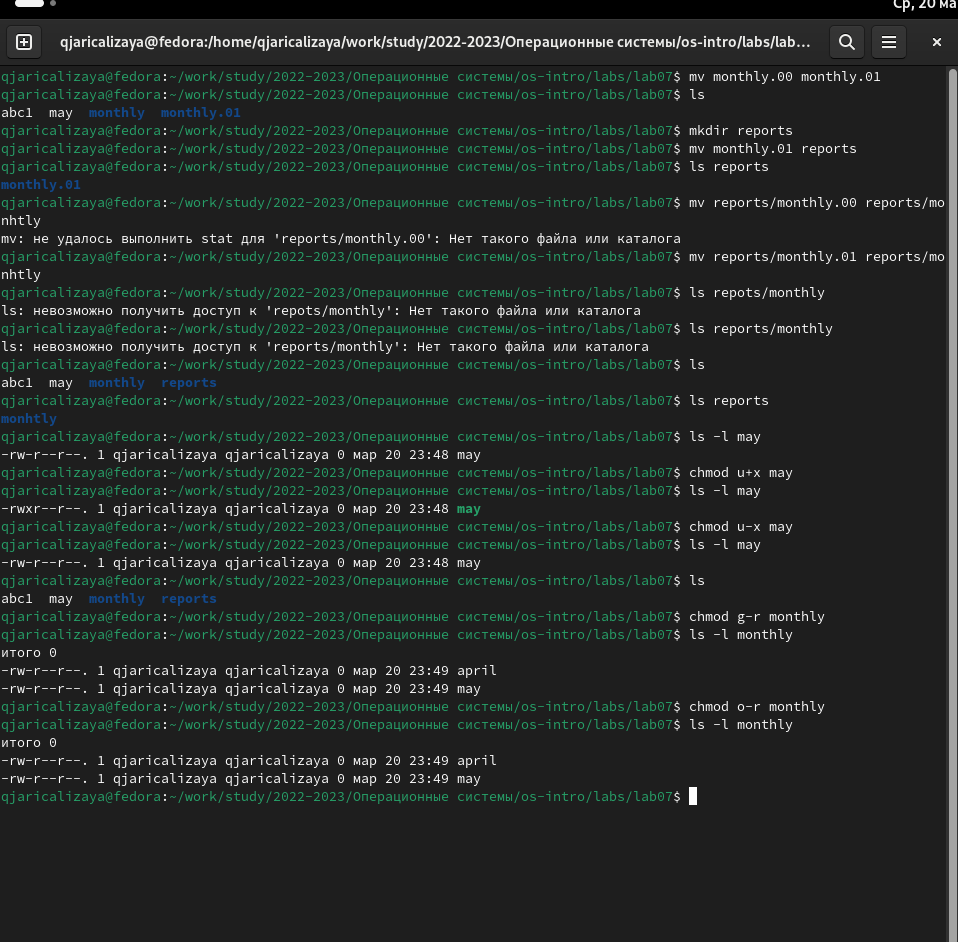 Ср, 20 ма
qjaricalizaya@fedora:/home/qjaricalizaya/work/study/2022-2023/Операционные системы/os-intro/labs/lab...
qjaricalizaya@fedora:~/work/study/2022-2023/Операционные системы/os-intro/labs/lab07$ mv monthly.00 monthly.01
qjaricalizaya@fedora:~/work/study/2022-2023/Операционные системы/os-intro/labs/lab07$ ls
abc1  may  monthly  monthly.01
qjaricalizaya@fedora:~/work/study/2022-2023/Операционные системы/os-intro/labs/lab07$ mkdir reports
qjaricalizaya@fedora:~/work/study/2022-2023/Операционные системы/os-intro/labs/lab07$ mv monthly.01 reports
qjaricalizaya@fedora:~/work/study/2022-2023/Операционные системы/os-intro/labs/lab07$ ls reports
monthly.01
qjaricalizaya@fedora:~/work/study/2022-2023/Операционные системы/os-intro/labs/lab07$ mv reports/monthly.00 reports/mo
nhtly
mv: не удалось выполнить stat для 'reports/monthly.00': Нет такого файла или каталога
qjaricalizaya@fedora:~/work/study/2022-2023/Операционные системы/os-intro/labs/lab07$ mv reports/monthly.01 reports/mo
nhtly
qjaricalizaya@fedora:~/work/study/2022-2023/Операционные системы/os-intro/labs/lab07$ ls repots/monthly
ls: невозможно получить доступ к 'repots/monthly': Нет такого файла или каталога
qjaricalizaya@fedora:~/work/study/2022-2023/Операционные системы/os-intro/labs/lab07$ ls reports/monthly
ls: невозможно получить доступ к 'reports/monthly': Нет такого файла или каталога
qjaricalizaya@fedora:~/work/study/2022-2023/Операционные системы/os-intro/labs/lab07$ ls
abc1  may  monthly  reports
qjaricalizaya@fedora:~/work/study/2022-2023/Операционные системы/os-intro/labs/lab07$ ls reports
monhtly
qjaricalizaya@fedora:~/work/study/2022-2023/Операционные системы/os-intro/labs/lab07$ ls -l may
-rw-r--r--. 1 qjaricalizaya qjaricalizaya 0 мар 20 23:48 may
qjaricalizaya@fedora:~/work/study/2022-2023/Операционные системы/os-intro/labs/lab07$ chmod u+x may
qjaricalizaya@fedora:~/work/study/2022-2023/Операционные системы/os-intro/labs/lab07$ ls -l may
-rwxr--r--. 1 qjaricalizaya qjaricalizaya 0 мар 20 23:48 may
qjaricalizaya@fedora:~/work/study/2022-2023/Операционные системы/os-intro/labs/lab07$ chmod u-x may
qjaricalizaya@fedora:~/work/study/2022-2023/Операционные системы/os-intro/labs/lab07$ ls -l may
-rw-r--r--. 1 qjaricalizaya qjaricalizaya 0 мар 20 23:48 may
qjaricalizaya@fedora:~/work/study/2022-2023/Операционные системы/os-intro/labs/lab07$ ls
abc1  may  monthly  reports
qjaricalizaya@fedora:~/work/study/2022-2023/Операционные системы/os-intro/labs/lab07$ chmod g-r monthly
qjaricalizaya@fedora:~/work/study/2022-2023/Операционные системы/os-intro/labs/lab07$ ls -l monthly
итого 0
-rw-r--r--. 1 qjaricalizaya qjaricalizaya 0 мар 20 23:49 april
-rw-r--r--. 1 qjaricalizaya qjaricalizaya 0 мар 20 23:49 may
qjaricalizaya@fedora:~/work/study/2022-2023/Операционные системы/os-intro/labs/lab07$ chmod o-r monthly
qjaricalizaya@fedora:~/work/study/2022-2023/Операционные системы/os-intro/labs/lab07$ ls -l monthly
итого 0
-rw-r--r--. 1 qjaricalizaya qjaricalizaya 0 мар 20 23:49 april
-rw-r--r--. 1 qjaricalizaya qjaricalizaya 0 мар 20 23:49 may
qjaricalizaya@fedora:~/work/study/2022-2023/Операционные системы/os-intro/labs/lab07$